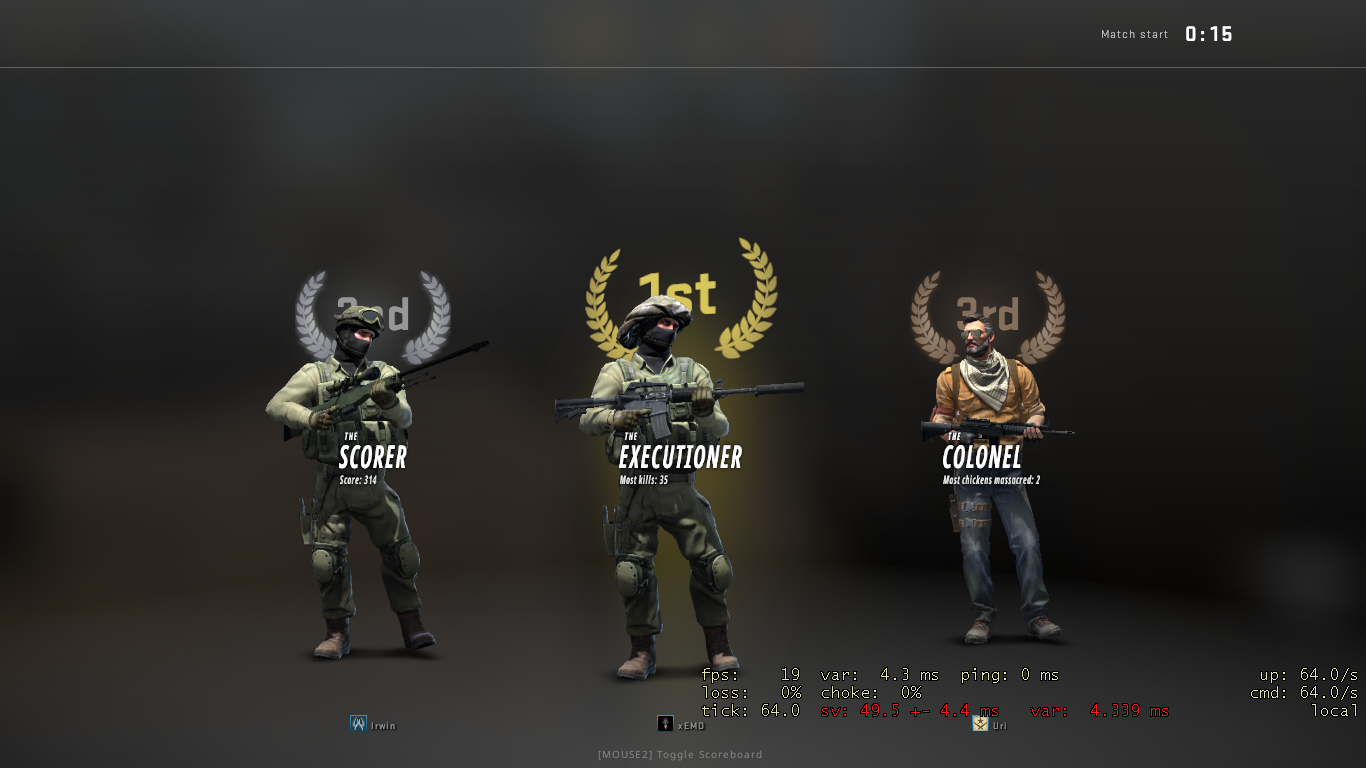 Match start 0:15
2nd
1st
3rd
THE
SCORER
Score: 314
THE
EXECUTIONER
Most kills: 35
THE
COLONEL
Most chickens massacred: 2
fps: 19 var: 4.3 ms ping: 0 ms up: 64.0/s
loss: 0% choke: 0% cmd: 64.0/s
tick: 64.0 sv: 49.5 +- 4.4 ms var: 4.339 ms local
Irwin
xEMO
Uri
[MOUSE2] Toggle Scoreboard